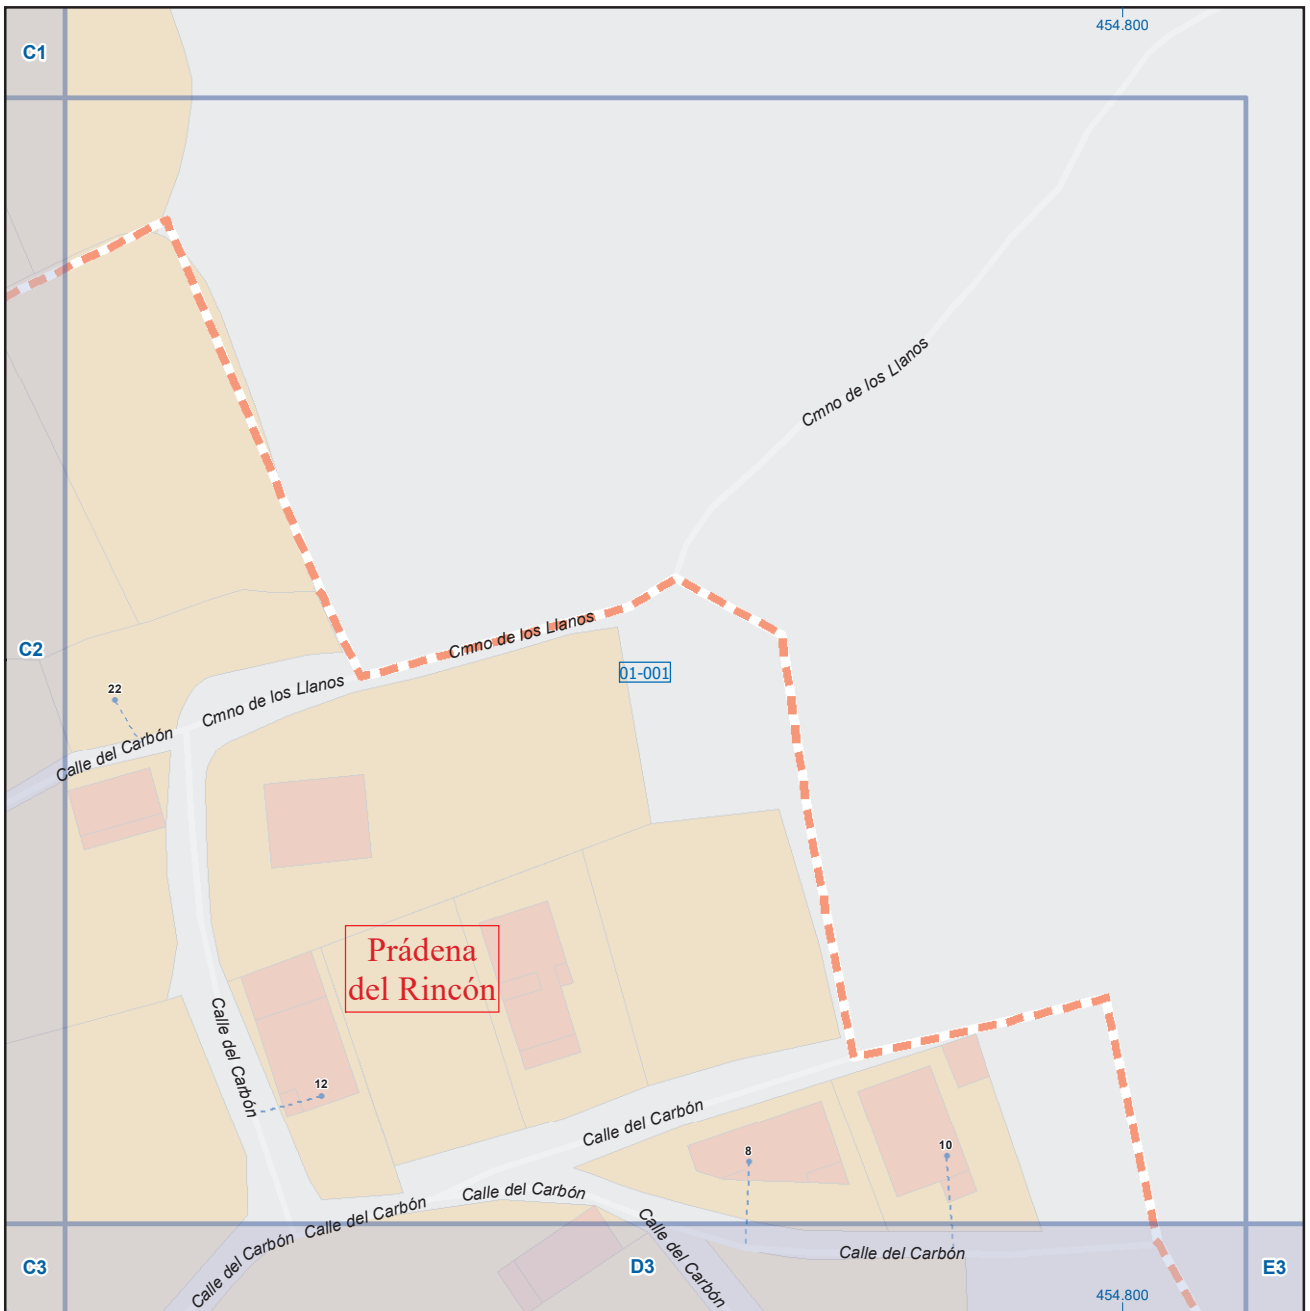 454.800
C1
Cmno de los Llanos
Cmno de los Llanos
C2
01-001
22
Cmno de los Llanos
Calle del Carbón
Prádena
del Rincón
Calle del Carbón
12
Calle del Carbón
8
10
Calle del Carbón
Calle del Carbón
Calle del Carbón
Calle del Carbón
Calle del Carbón
C3
D3
E3
454.800